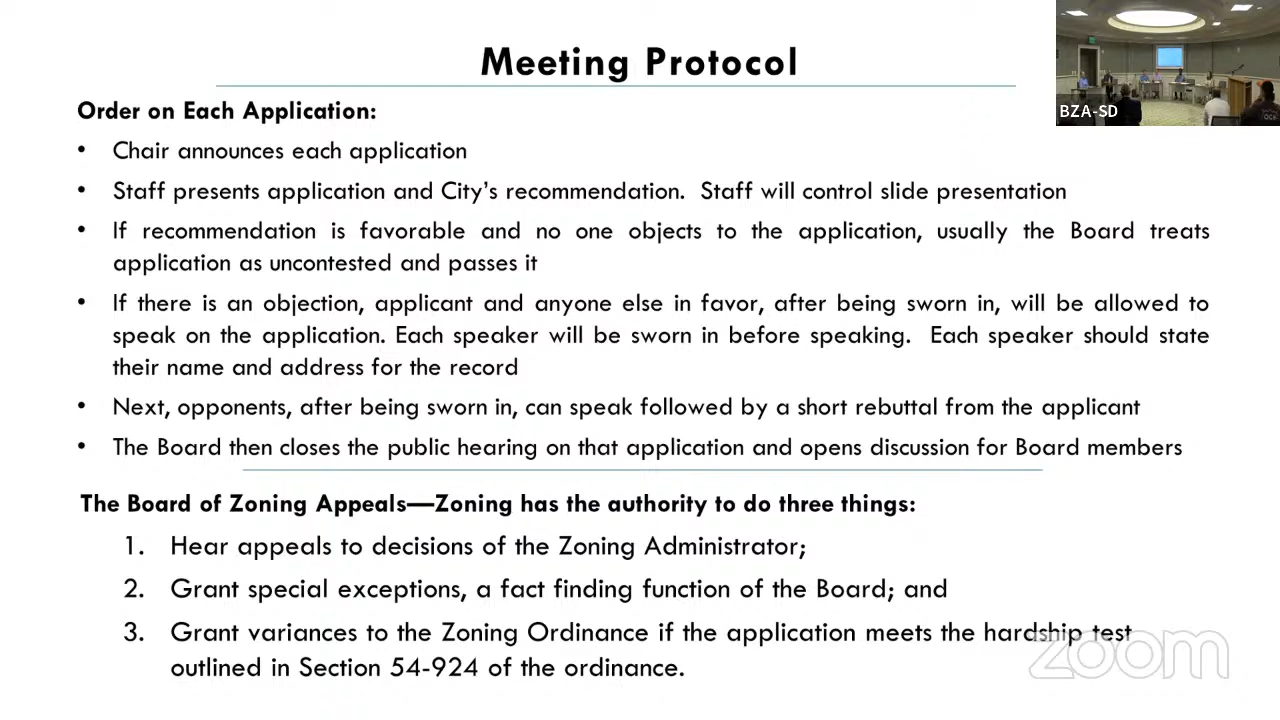 Meeting Protocol
BZA-SD
Order on Each Application:
• Chair announces each application
• Staff presents application and City's recommendation. Staff will control slide presentation
• If recommendation is favorable and no one objects to the application, usually the Board treats
application as uncontested and passes it
• If there is an objection, applicant and anyone else in favor, after being sworn in, will be allowed to
speak on the application. Each speaker will be sworn in before speaking. Each speaker should state
their name and address for the record
• Next, opponents, after being sworn in, can speak followed by a short rebuttal from the applicant
• The Board then closes the public hearing on that application and opens discussion for Board members
The Board of Zoning Appeals—Zoning has the authority to do three things:
1. Hear appeals to decisions of the Zoning Administrator;
2. Grant special exceptions, a fact finding function of the Board; and
3. Grant variances to the Zoning Ordinance if the application meets the hardship test
outlined in Section 54-924 of the ordinance.
zoom